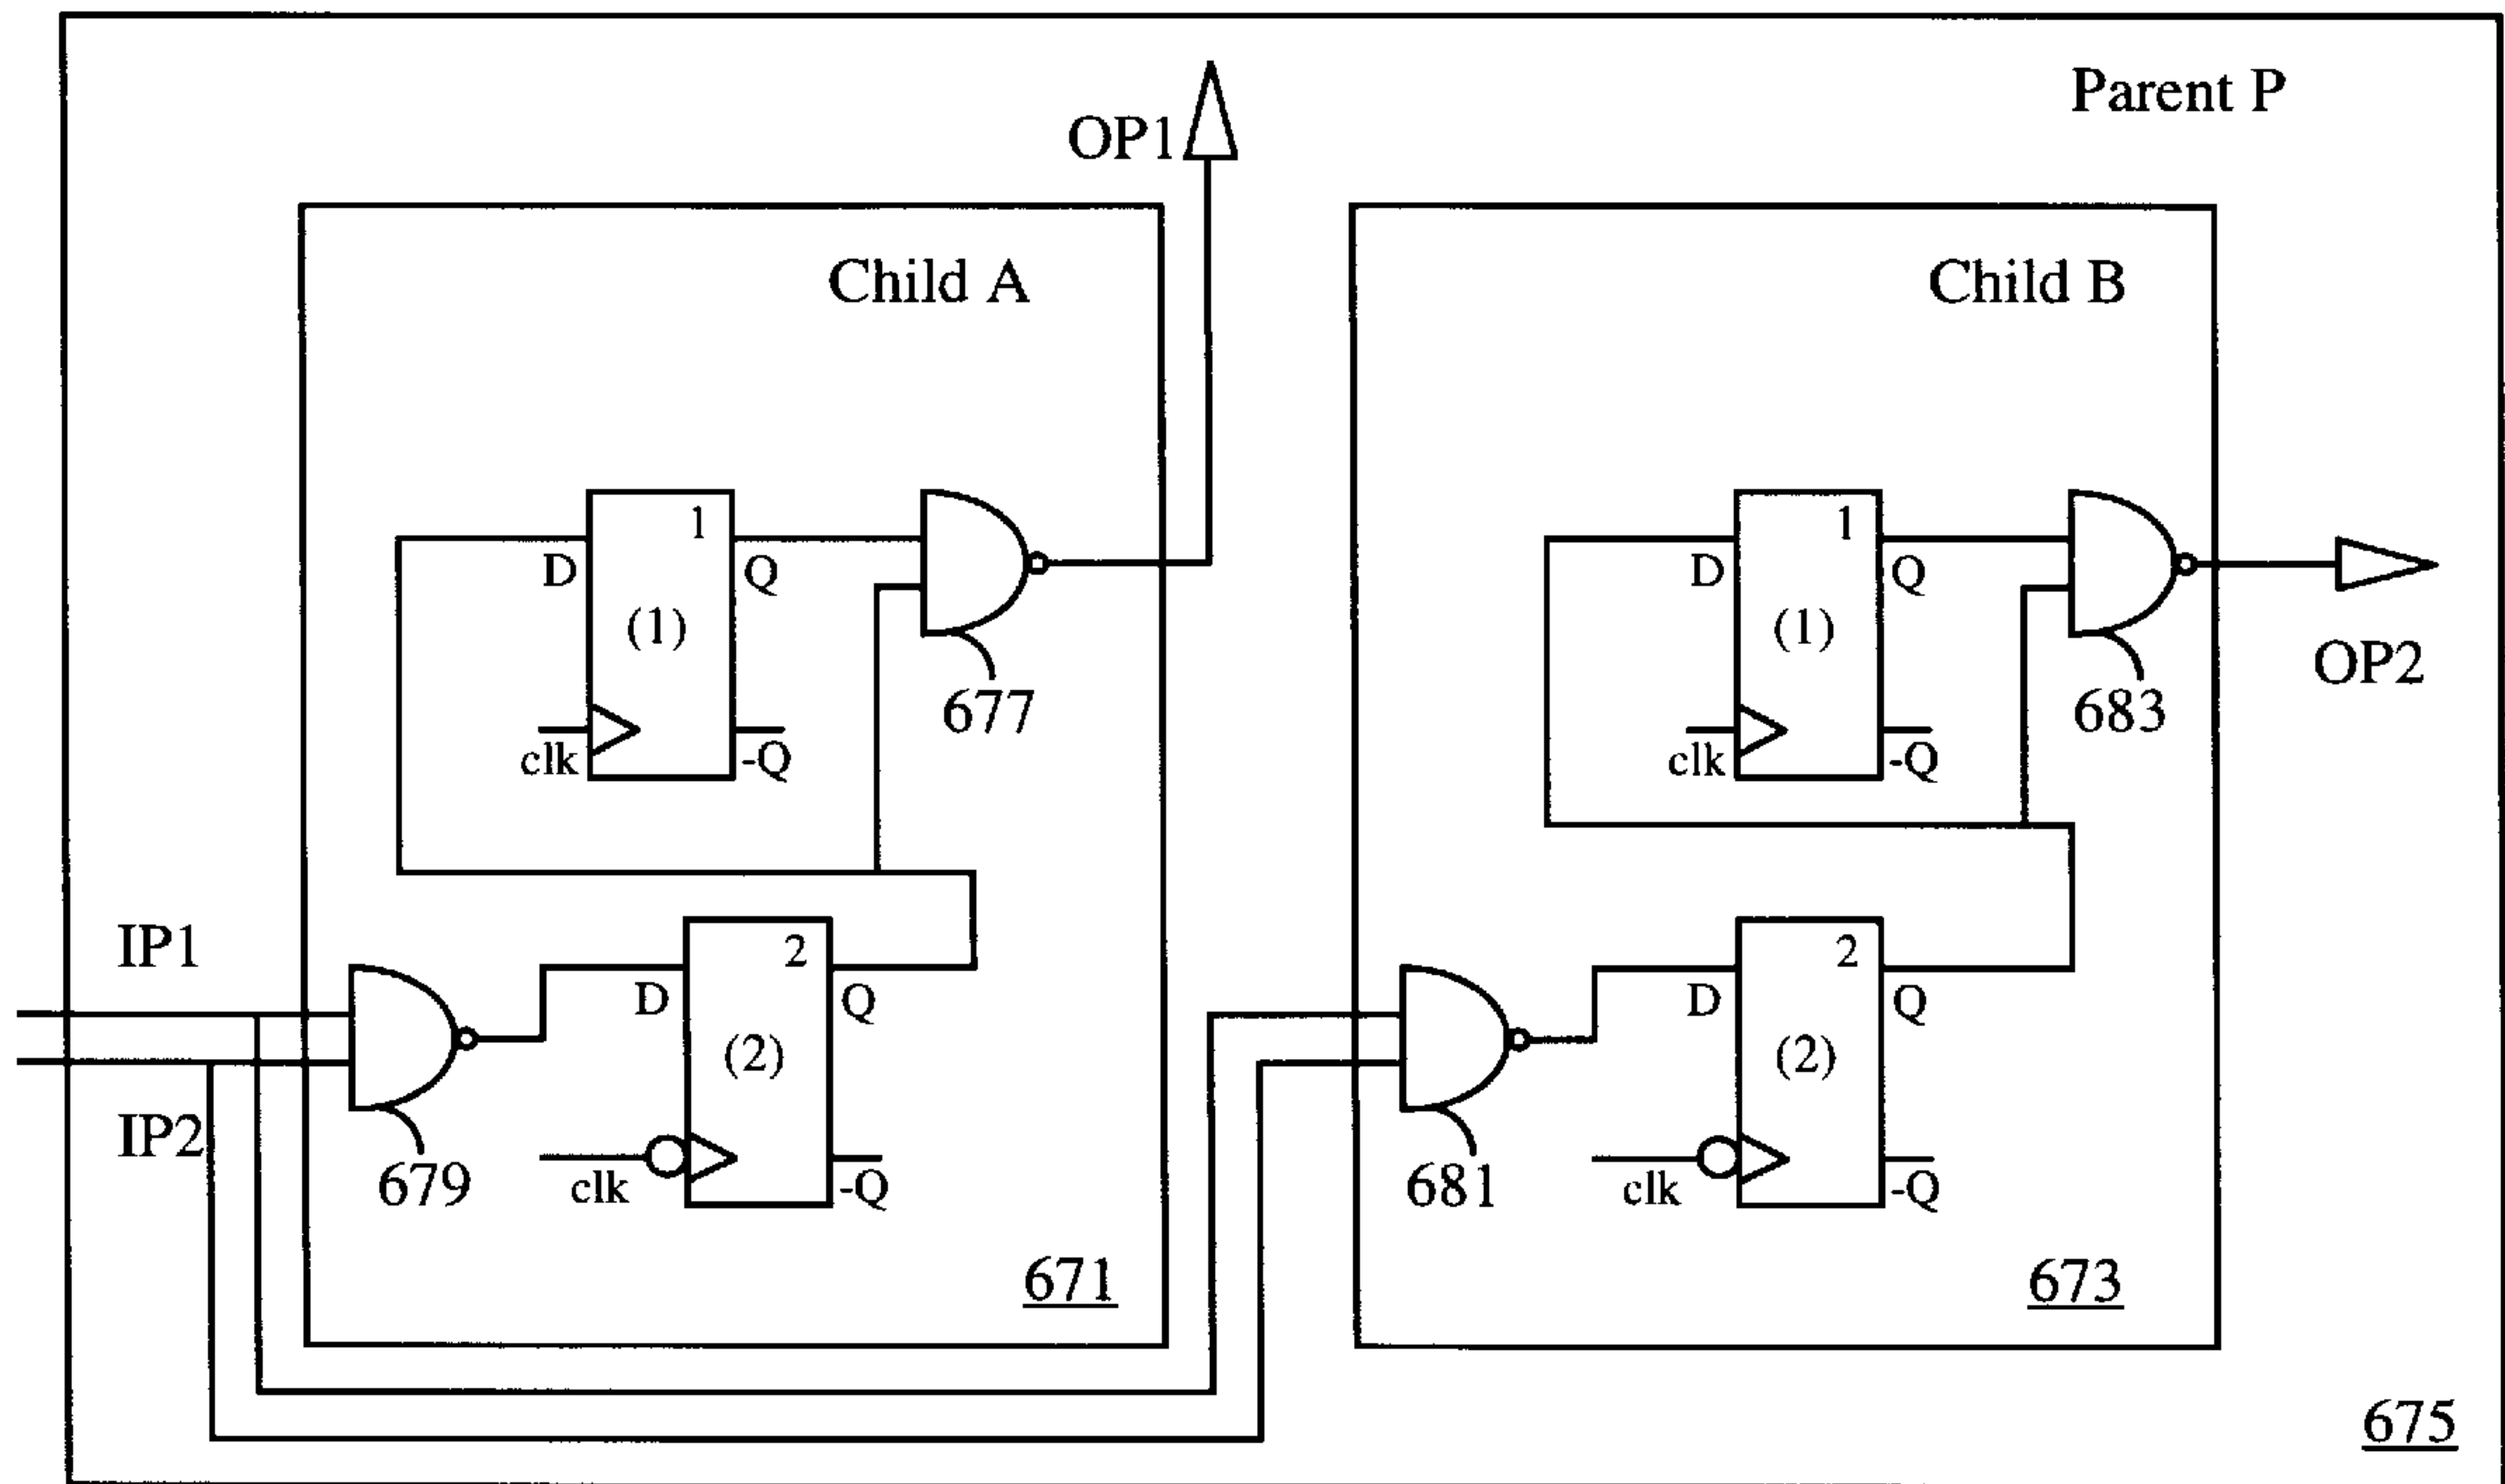 Parent P
OP1
Child A
Child B
1
D
Q
(1)
clk
-Q
677
1
D
Q
(1)
clk
-Q
683
OP2
IP1
IP2
679
2
D
Q
(2)
clk
-Q
671
681
2
D
Q
(2)
clk
-Q
673
675